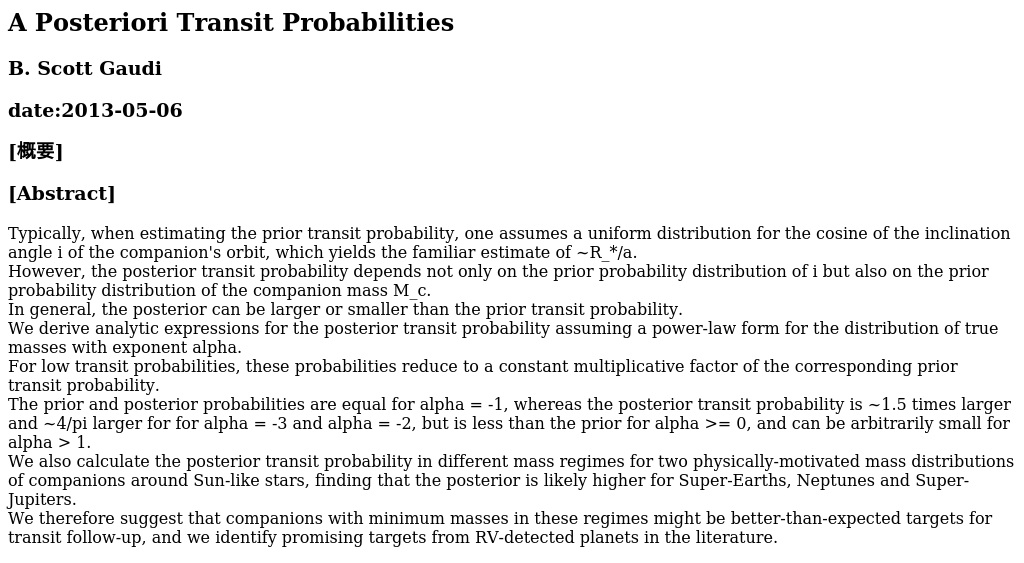 A Posteriori Transit Probabilities
B. Scott Gaudi
date:2013-05-06
[概要]
[Abstract]
Typically, when estimating the prior transit probability, one assumes a uniform distribution for the cosine of the inclination
angle i of the companion's orbit, which yields the familiar estimate of ~R_*/a.
However, the posterior transit probability depends not only on the prior probability distribution of i but also on the prior
probability distribution of the companion mass M_c.
In general, the posterior can be larger or smaller than the prior transit probability.
We derive analytic expressions for the posterior transit probability assuming a power-law form for the distribution of true
masses with exponent alpha.
For low transit probabilities, these probabilities reduce to a constant multiplicative factor of the corresponding prior
transit probability.
The prior and posterior probabilities are equal for alpha = -1, whereas the posterior transit probability is ~1.5 times larger
and ~4/pi larger for for alpha = -3 and alpha = -2, but is less than the prior for alpha >= 0, and can be arbitrarily small for
alpha > 1.
We also calculate the posterior transit probability in different mass regimes for two physically-motivated mass distributions
of companions around Sun-like stars, finding that the posterior is likely higher for Super-Earths, Neptunes and Super-
Jupiters.
We therefore suggest that companions with minimum masses in these regimes might be better-than-expected targets for
transit follow-up, and we identify promising targets from RV-detected planets in the literature.